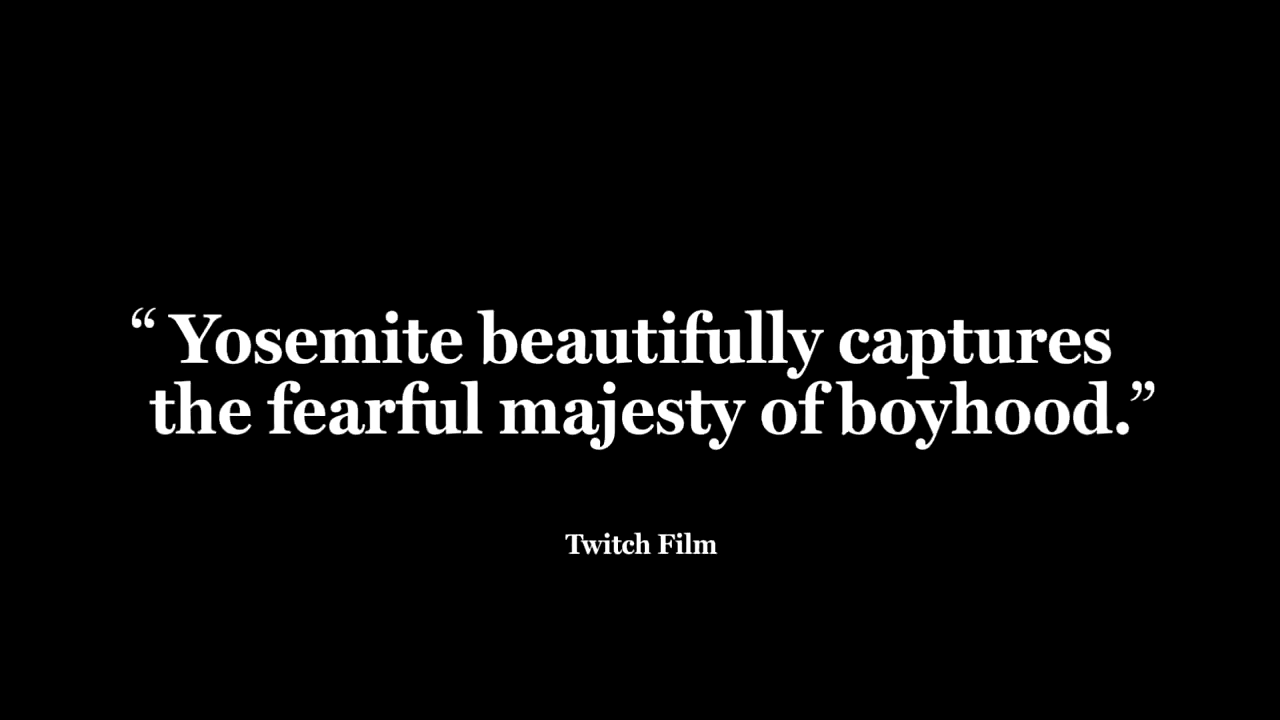 “ Yosemite beautifully captures
the fearful majesty of boyhood.”
Twitch Film